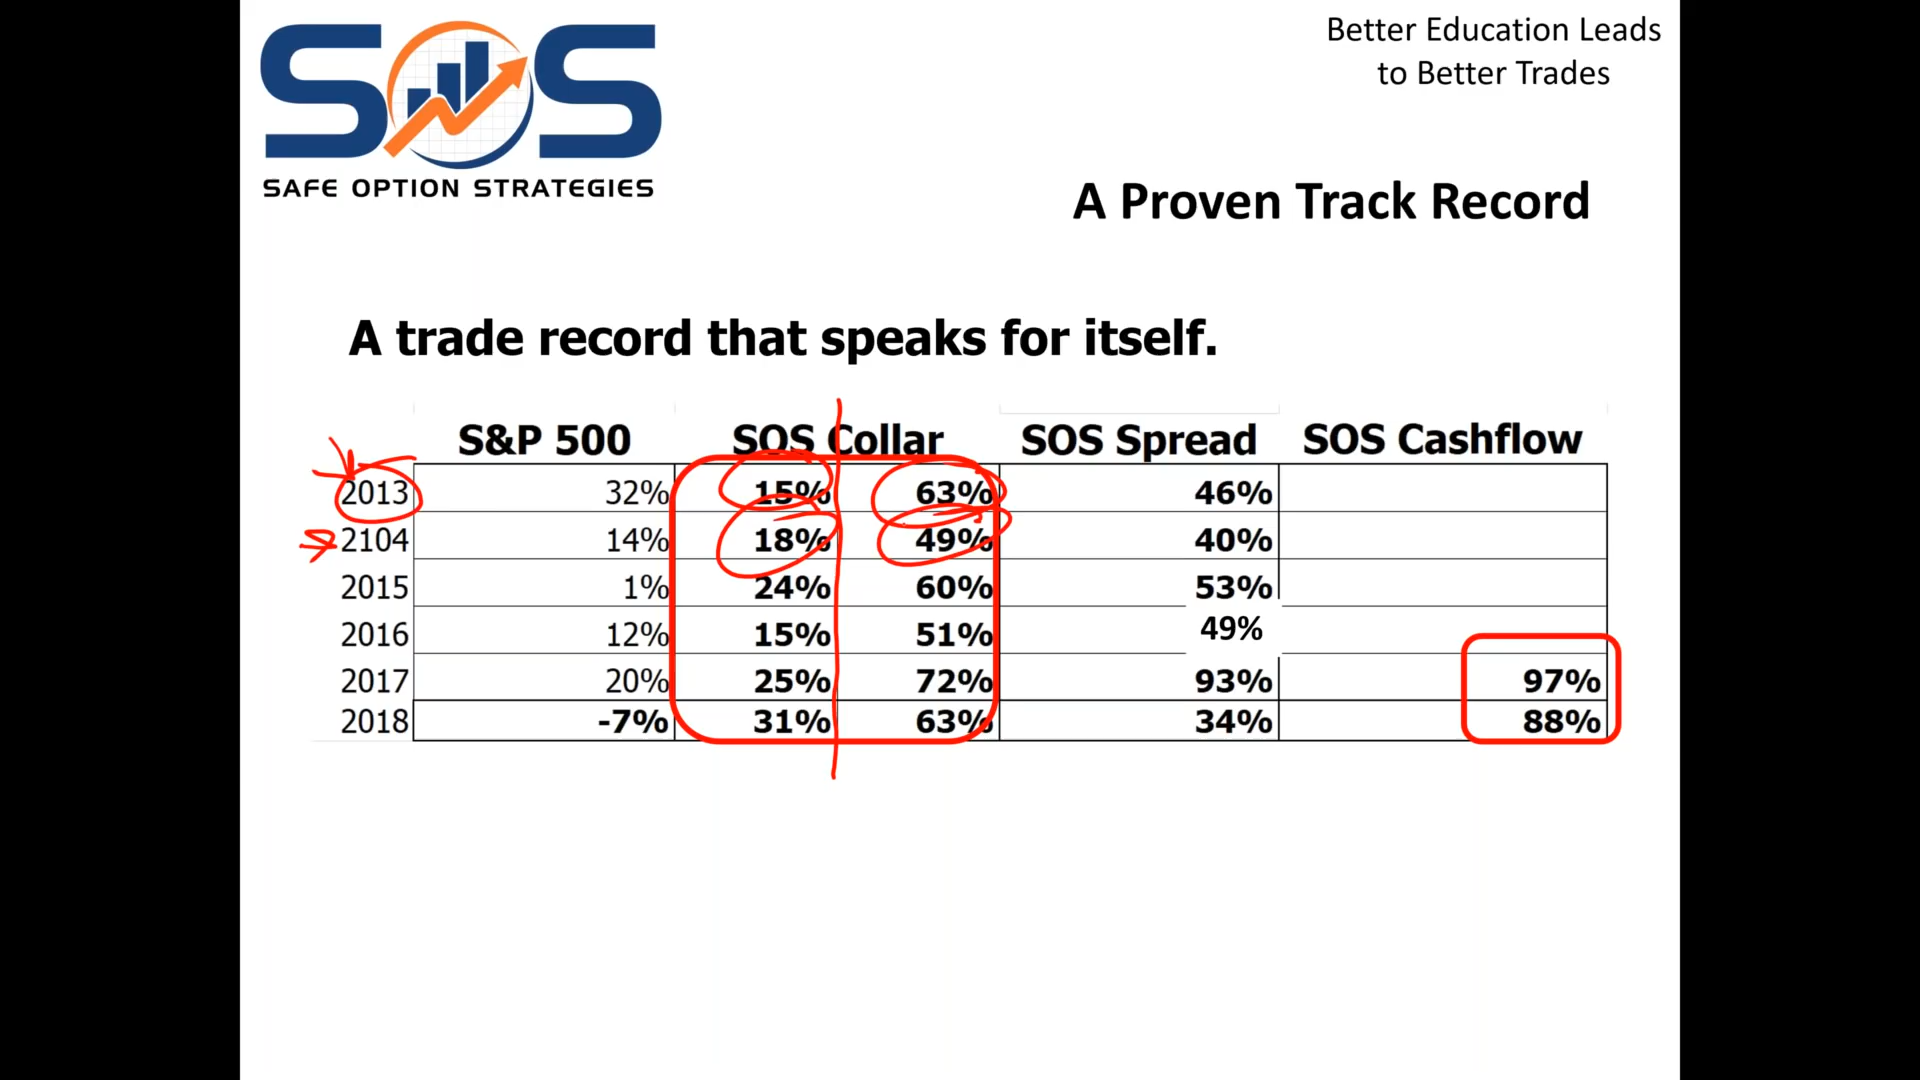 SOS
SAFE OPTION STRATEGIES
Better Education Leads
to Better Trades
A Proven Track Record
A trade record that speaks for itself.
S&P 500 SOS Collar SOS Spread SOS Cashflow
2013 32% 15% 63% 46%
2104 14% 18% 49% 40%
2015 1% 24% 60% 53%
2016 12% 15% 51% 49%
2017 20% 25% 72% 93% 97%
2018 -7% 31% 63% 34% 88%